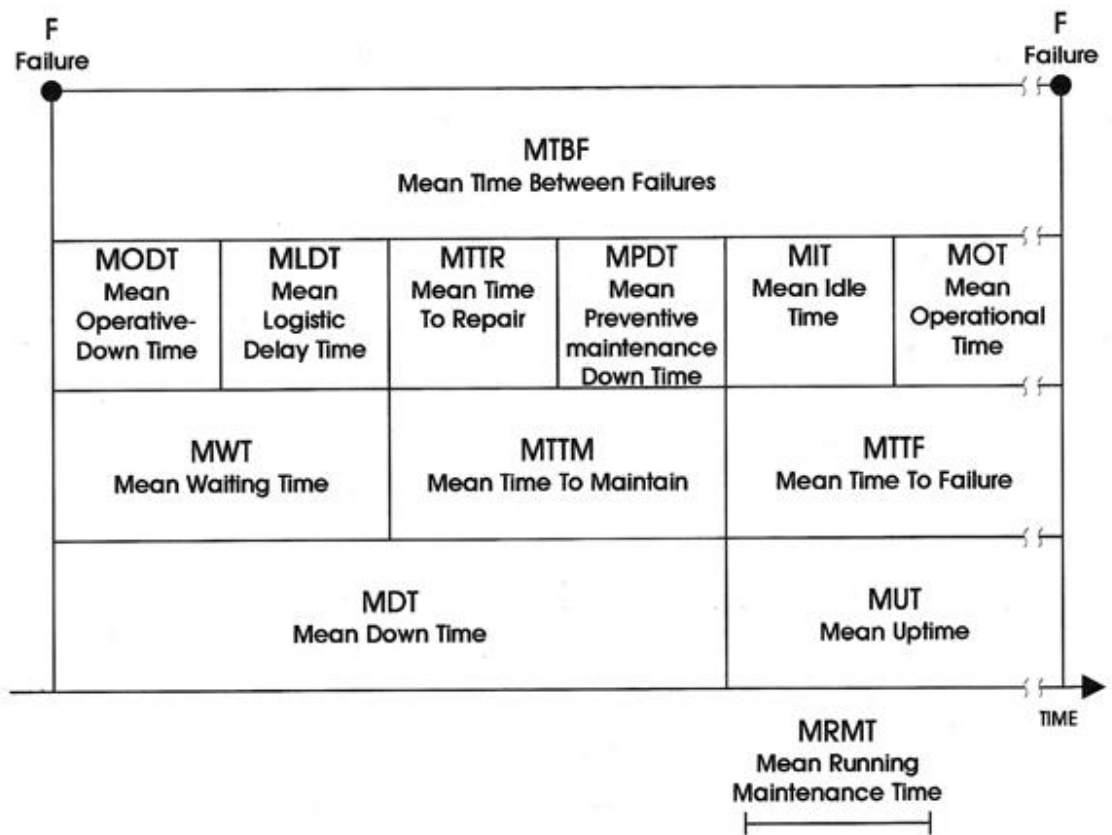 F
Failure
F
Failure
MTBF
Mean Time Between Failures
MODT
Mean
Operative-
Down Time
MLDT
Mean
Logistic
Delay Time
MTTR
Mean Time
To Repair
MPDT
Mean
Preventive
maintenance
Down Time
MIT
Mean Idle
Time
MOT
Mean
Operational
Time
MWT
Mean Waiting Time
MTTM
Mean Time To Maintain
MTTF
Mean Time To Failure
MDT
Mean Down Time
MUT
Mean Uptime
TIME
MRMT
Mean Running
Maintenance Time